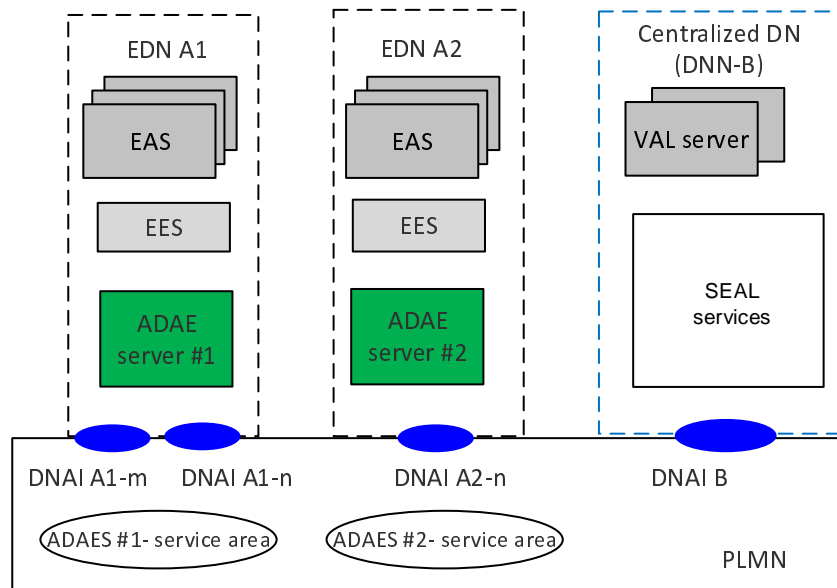 EDN A1
EAS
EES
ADAE
server #1
EDN A2
EAS
EES
ADAE
server #2
Centralized DN
(DNN-B)
VAL server
SEAL
services
DNAI A1-m
DNAI A1-n
DNAI A2-n
DNAI B
ADAES #1- service area
ADAES #2- service area
PLMN